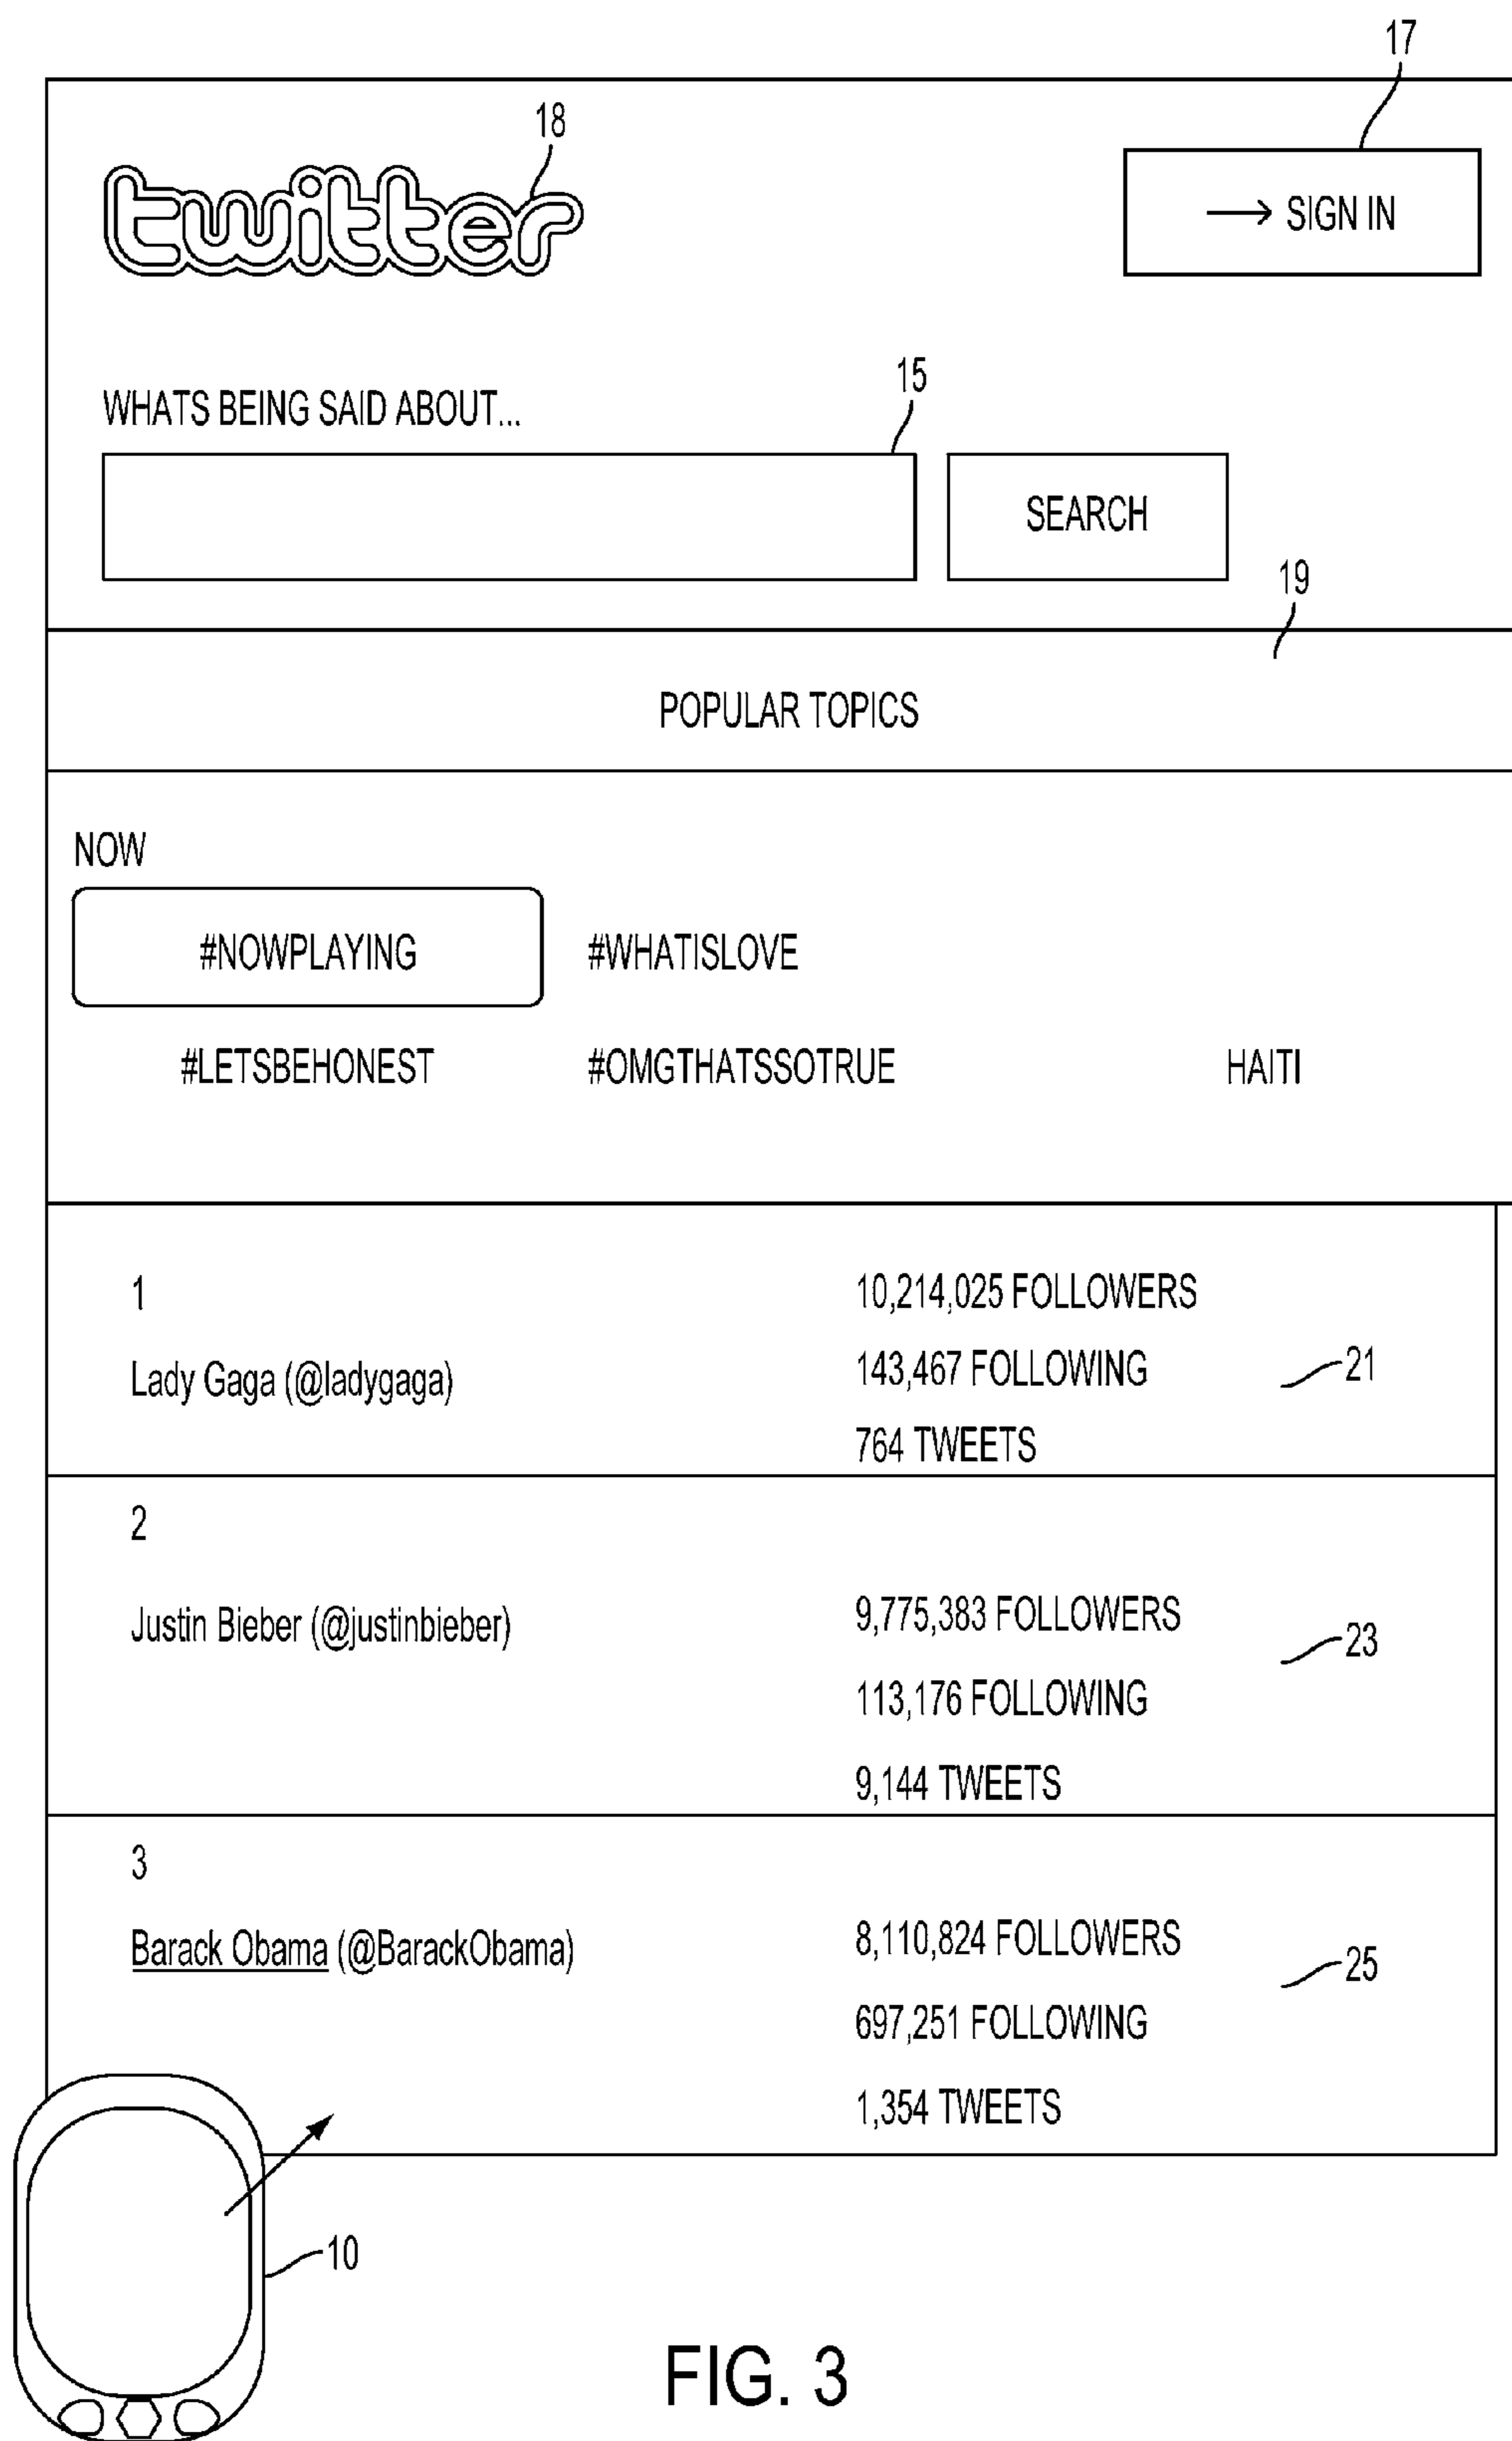 17
18
twitter
→ SIGN IN
15
WHATS BEING SAID ABOUT...
SEARCH
19
POPULAR TOPICS
NOW
#NOWPLAYING #WHATISLOVE
#LETSBEHONEST #OMGTHATSSOTRUE HAITI
1
10,214,025 FOLLOWERS
Lady Gaga (@ladygaga)
143,467 FOLLOWING
21
764 TWEETS
2
Justin Bieber (@justinbieber)
9,775,383 FOLLOWERS
23
113,176 FOLLOWING
9,144 TWEETS
3
Barack Obama (@BarackObama)
8,110,824 FOLLOWERS
25
697,251 FOLLOWING
1,354 TWEETS
10
FIG. 3